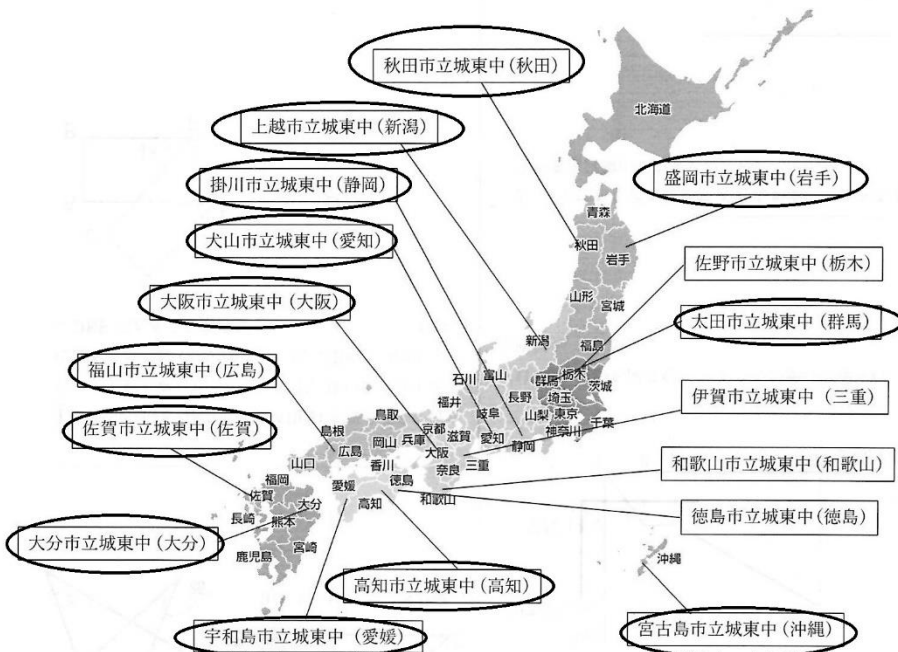 秋田市立城東中(秋田)
上越市立城東中(新潟)
掛川市立城東中(静岡)
犬山市立城東中(愛知)
大阪市立城東中(大阪)
福山市立城東中(広島)
佐賀市立城東中(佐賀)
大分市立城東中(大分)
宇和島市立城東中(愛媛)
高知市立城東中(高知)
盛岡市立城東中(岩手)
佐野市立城東中(栃木)
太田市立城東中(群馬)
伊賀市立城東中(三重)
和歌山市立城東中(和歌山)
徳島市立城東中(徳島)
宮古島市立城東中(沖縄)
北海道
青森
秋田
岩手
山形
宮城
新潟
福島
石川
富山
群馬
栃木
茨城
福井
長野
埼玉
岐阜
山梨
東京
千葉
神奈川
鳥取
島根
京都
兵庫
滋賀
愛知
静岡
岡山
広島
大阪
山口
香川
奈良
三重
徳島
愛媛
高知
和歌山
福岡
佐賀
大分
長崎
熊本
宮崎
鹿児島
沖縄